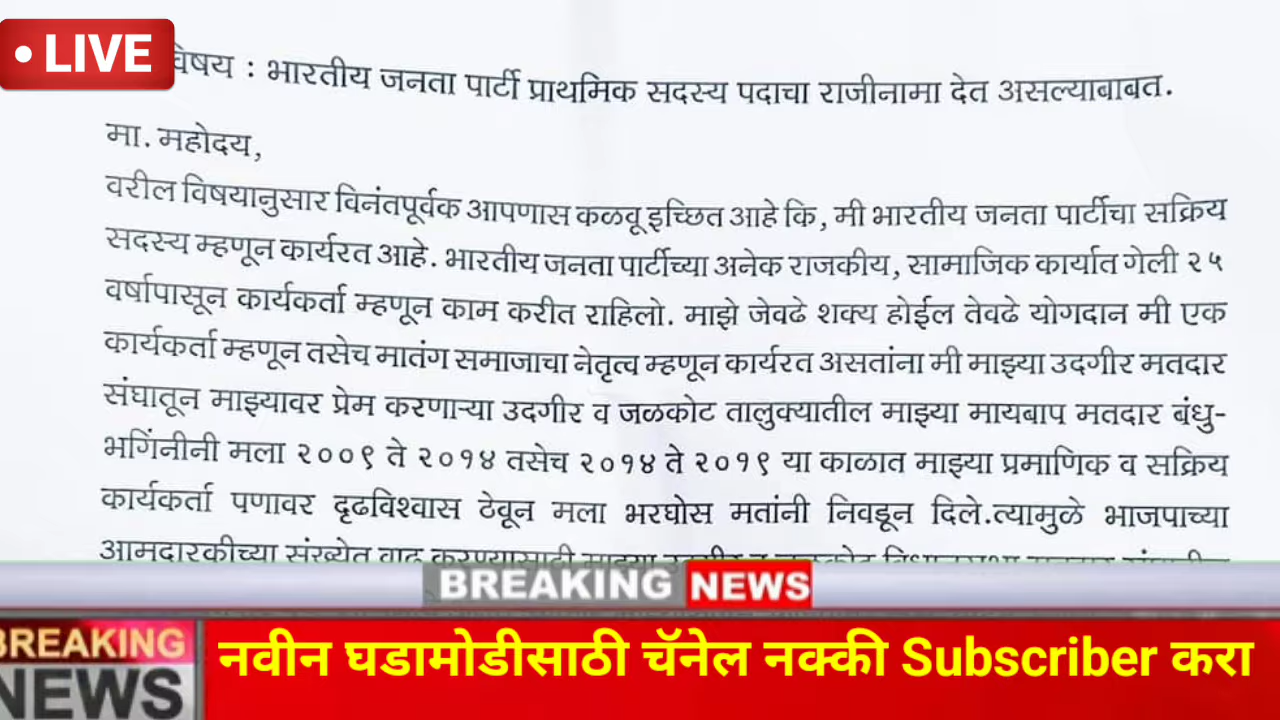 • LIVE
विषय : भारतीय जनता पार्टी प्राथमिक सदस्य पदाचा राजीनामा देत असल्याबाबत.
मा. महोदय,
वरील विषयानुसार विनंतपूर्वक आपणास कळवू इच्छित आहे कि, मी भारतीय जनता पार्टीचा सक्रिय
सदस्य म्हणून कार्यरत आहे. भारतीय जनता पार्टीच्या अनेक राजकीय, सामाजिक कार्यात गेली २५
वर्षापासून कार्यकर्ता म्हणून काम करीत राहिलो. माझे जेवढे शक्य होईल तेवढे योगदान मी एक
कार्यकर्ता म्हणून तसेच मातंग समाजाचा नेतृत्व म्हणून कार्यरत असतांना मी माझ्या उदगीर मतदार
संघातून माझ्यावर प्रेम करणाऱ्या उदगीर व जळकोट तालुक्यातील माझ्या मायबाप मतदार बंधु-
भगिंनीनी मला २००९ ते २०१४ तसेच २०१४ ते २०१९ या काळात माझ्या प्रमाणिक व सक्रिय
कार्यकर्ता पणावर दृढविश्वास ठेवून मला भरघोस मतांनी निवडून दिले.त्यामुळे भाजपाच्या
आमदारकीच्या संख्येत वाढ करण्यासाठी माझ्या
BREAKING NEWS
BREAKING
NEWS
नवीन घडामोडीसाठी चॅनेल नक्की Subscriber करा